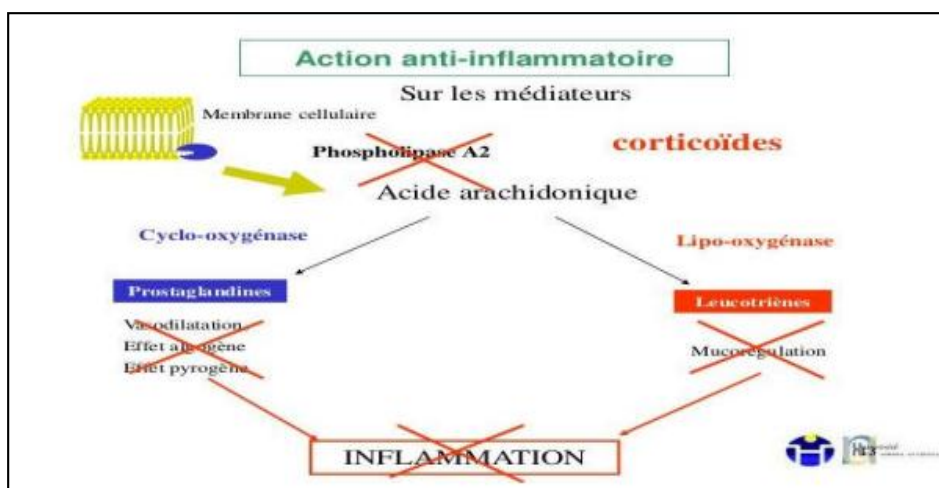 Action anti-inflammatoire
Sur les médiateurs
Membrane cellulaire
corticoïdes
Phospholipase A2
Acide arachidonique
Cyclo-oxygénase
Lipo-oxygénase
Prostaglandines
Leucotriènes
Vasodilatation
Effet algogène
Effet pyrogène
Mucorégulation
INFLAMMATION
13